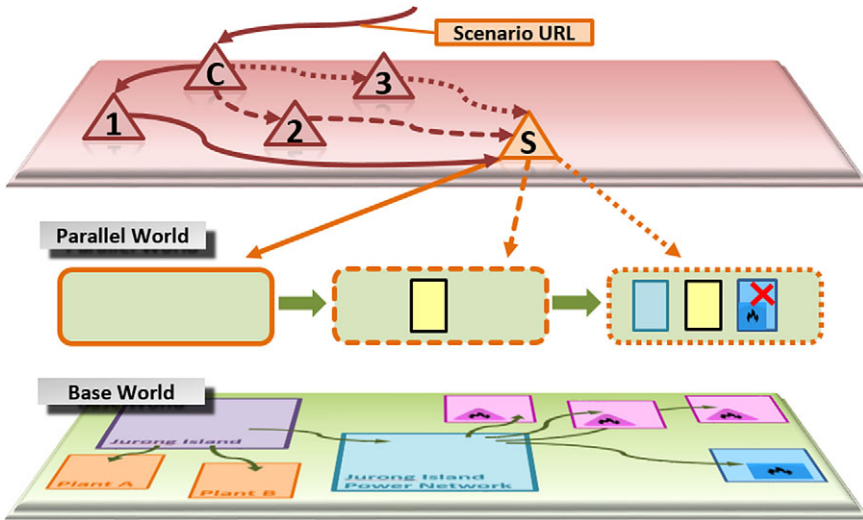 Scenario URL
C
3
1
2
S
Parallel World
Base World
Jurong Island
Plant A
Plant B
Jurong Island
Power Network